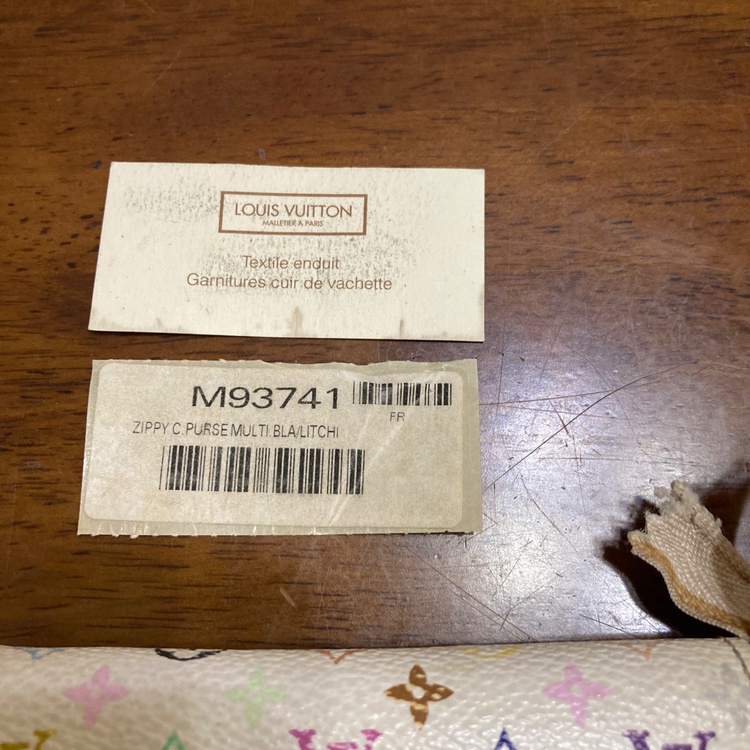 LOUIS VUITTON
MALLETIER À PARIS
Textile enduit
Garnitures cuir de vachette
M93741
FR
ZIPPY C.PURSE MULTI.BLA/LITCHI